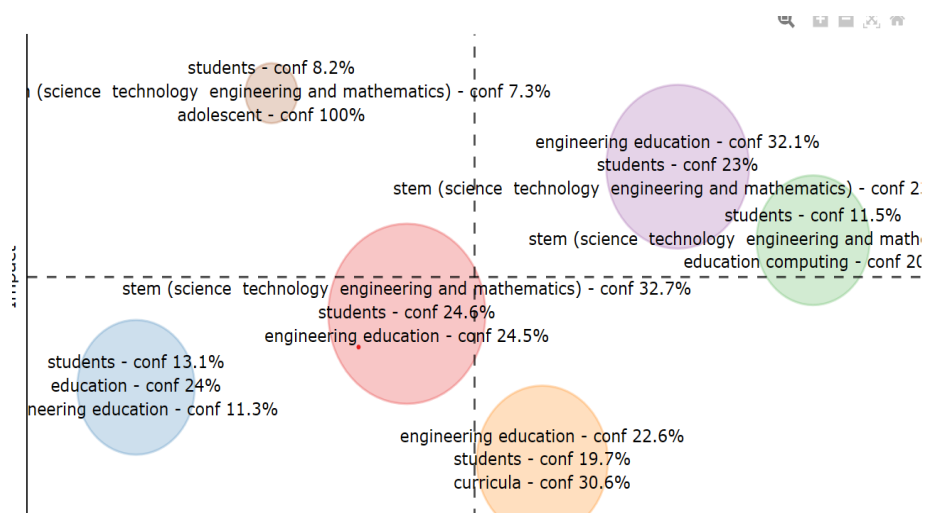 students - conf 8.2%
(science technology engineering and mathematics) - conf 7.3%
adolescent - conf 100%
engineering education - conf 32.1%
students - conf 23%
stem (science technology engineering and mathematics) - conf 2
students - conf 11.5%
stem (science technology engineering and math
education computing - conf 20
stem (science technology engineering and mathematics) - conf 32.7%
students - conf 24.6%
engineering education - conf 24.5%
students - conf 13.1%
education - conf 24%
neering education - conf 11.3%
engineering education - conf 22.6%
students - conf 19.7%
curricula - conf 30.6%